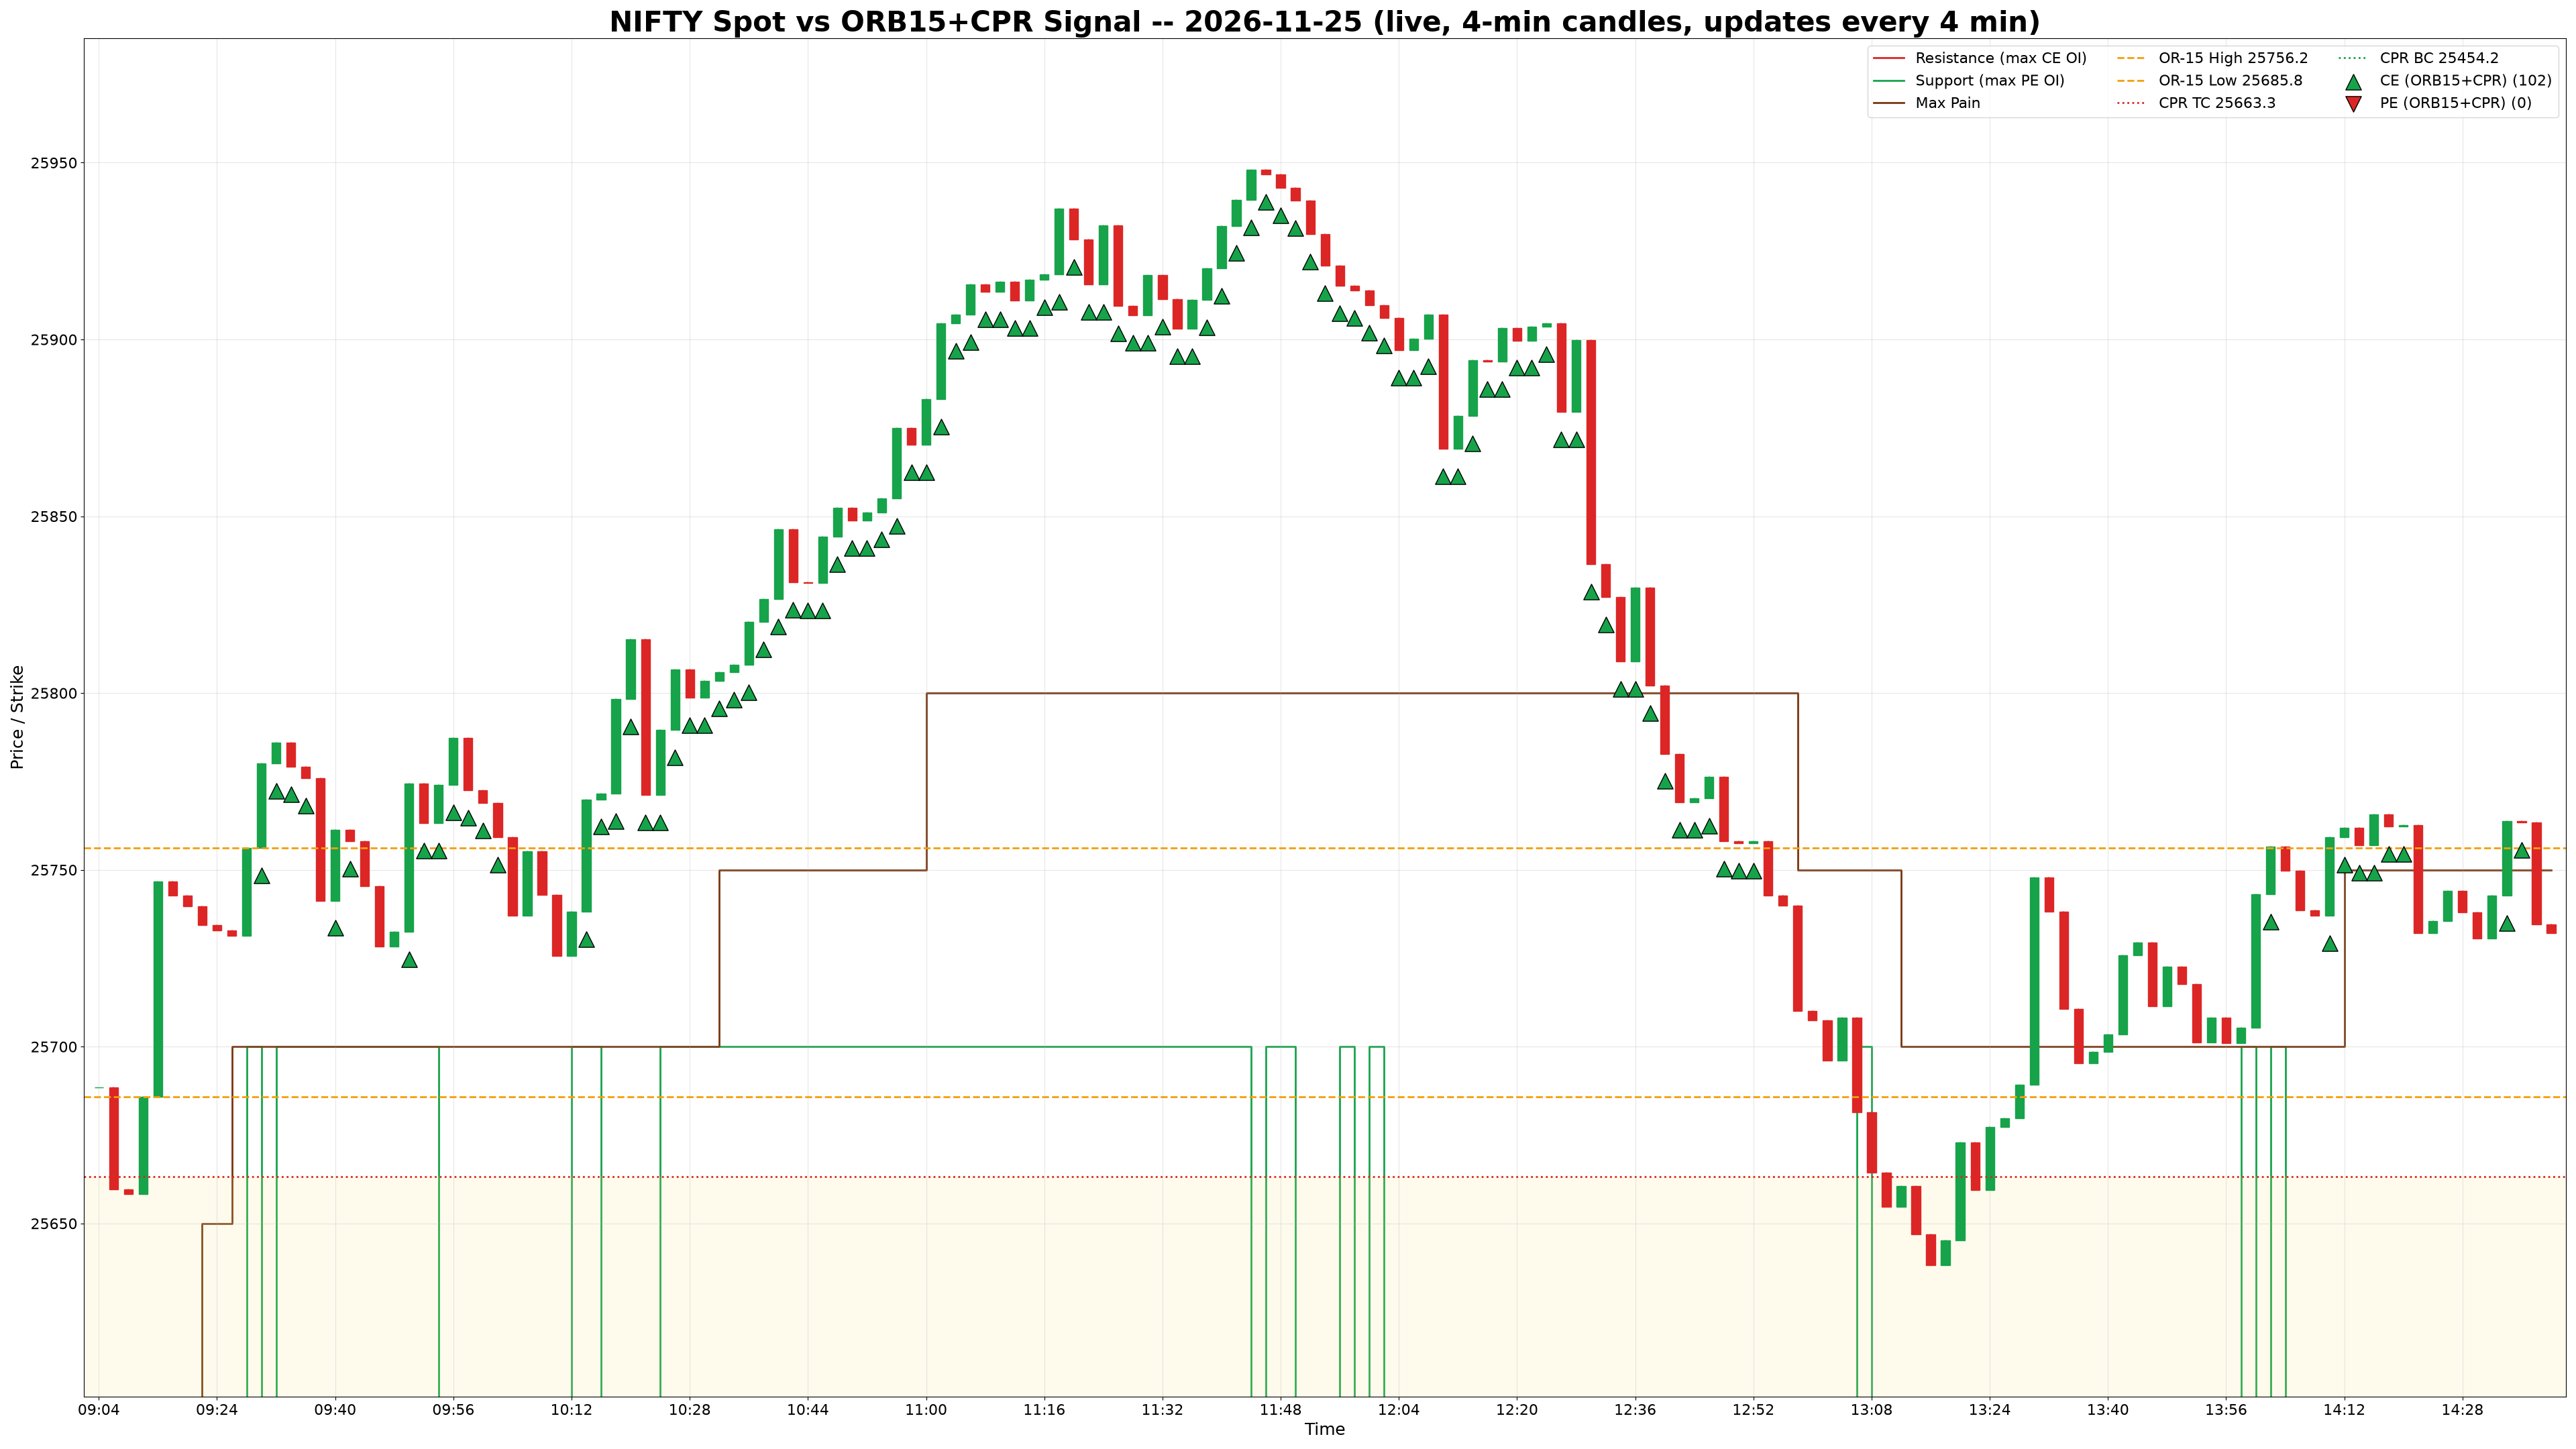 NIFTY Spot vs ORB15+CPR Signal -- 2026-11-25 (live, 4-min candles, updates every 4 min)
Resistance (max CE OI)
Support (max PE OI)
Max Pain
OR-15 High 25756.2
OR-15 Low 25685.8
CPR TC 25663.3
CPR BC 25454.2
CE (ORB15+CPR) (102)
PE (ORB15+CPR) (0)
Price / Strike
25950
25900
25850
25800
25750
25700
25650
09:04 09:24 09:40 09:56 10:12 10:28 10:44 11:00 11:16 11:32 11:48 12:04 12:20 12:36 12:52 13:08 13:24 13:40 13:56 14:12 14:28
Time